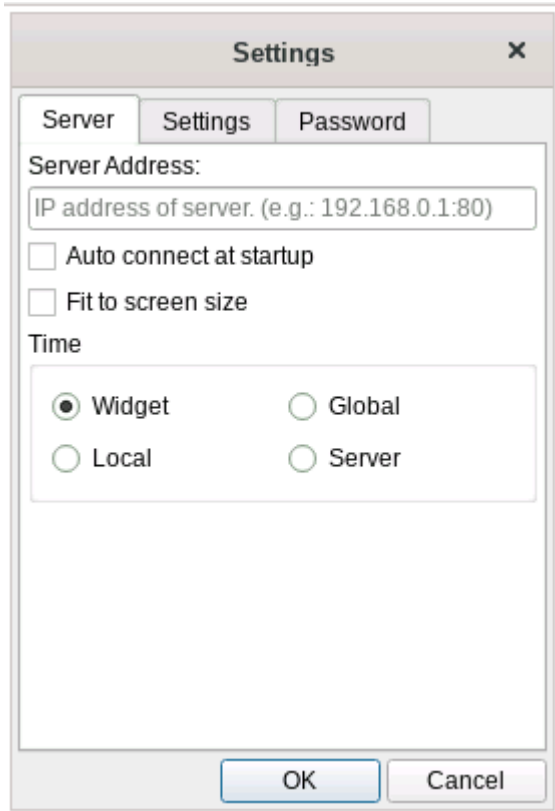 Settings
Server Settings Password
Server Address:
IP address of server. (e.g.: 192.168.0.1:80)
Auto connect at startup
Fit to screen size
Time
Widget Global
Local Server
OK Cancel